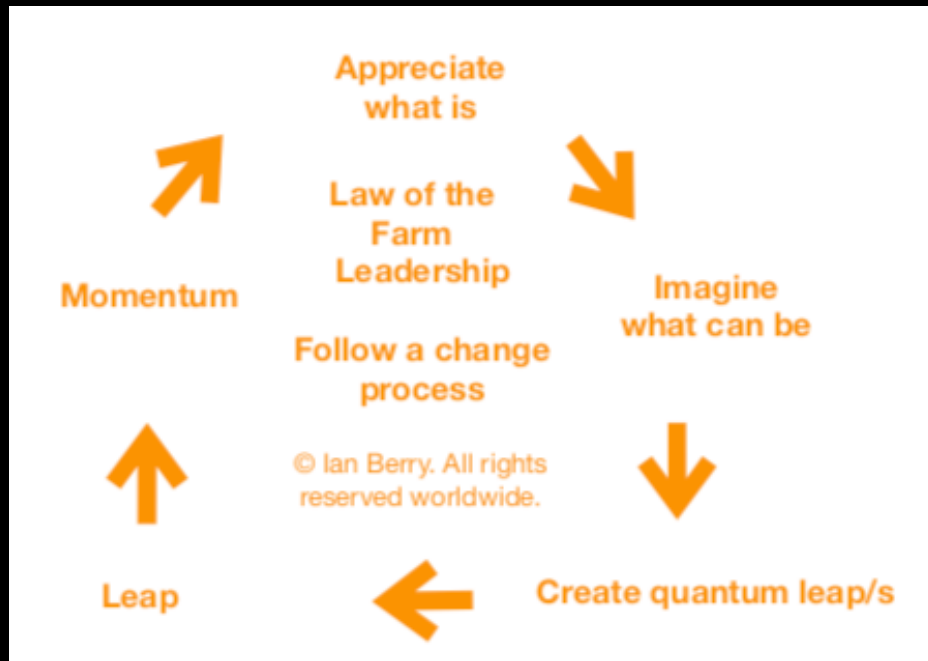 Appreciate
what is
Law of the
Farm
Leadership
Momentum
Imagine
what can be
Follow a change
process
© Ian Berry. All rights
reserved worldwide.
Leap
Create quantum leap/s